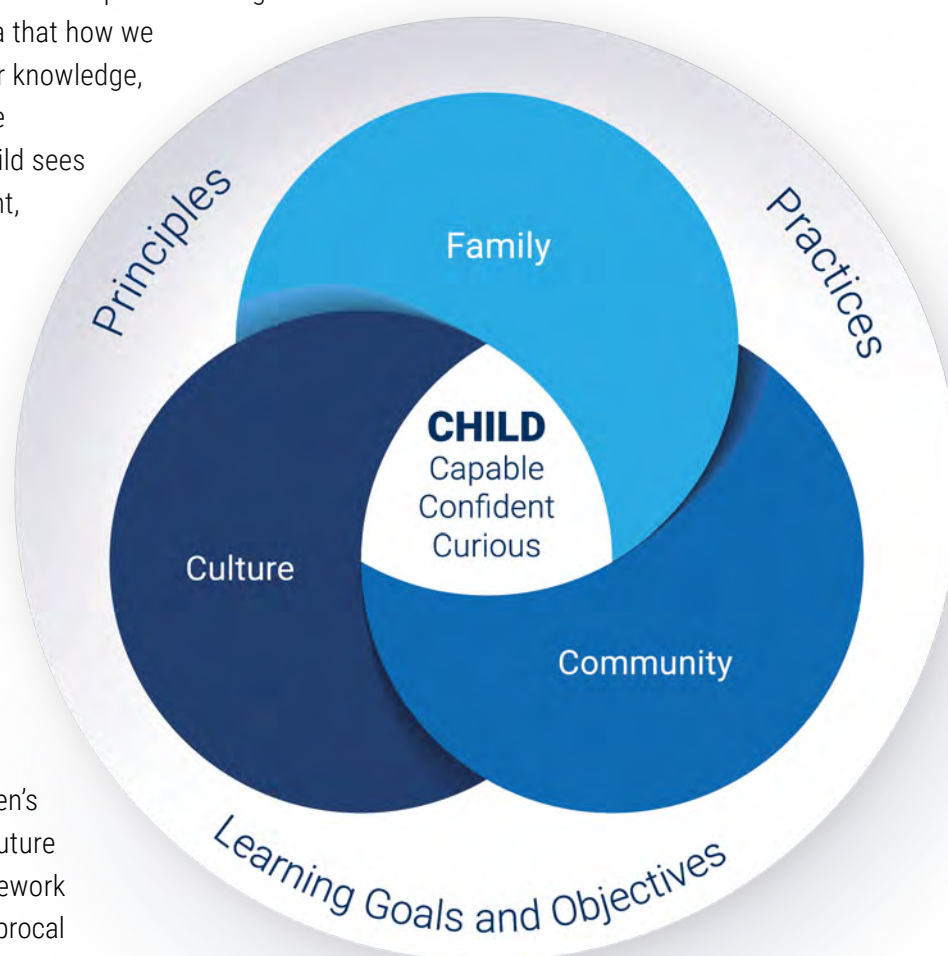 a that how we
knowledge,
ild sees
Principles
Practices
Family
CHILD
Capable
Confident
Curious
Culture
Community
Learning Goals and Objectives
en's
uture
ework
procal